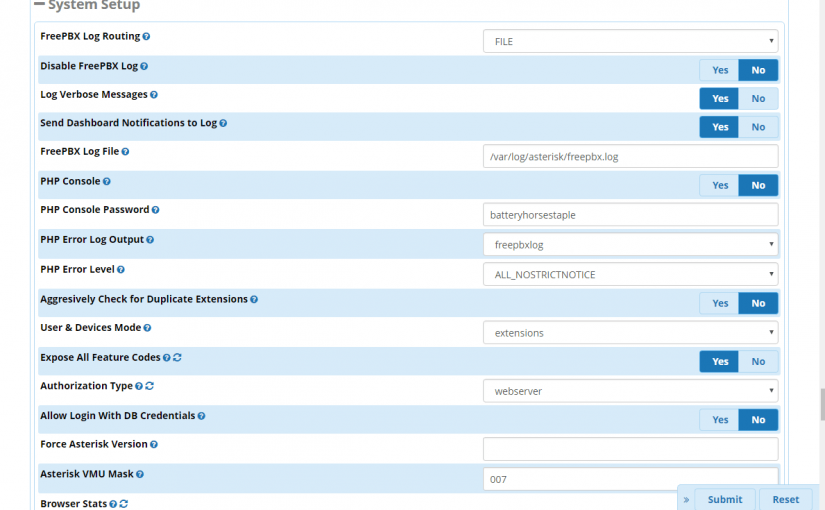 System Setup
FreePBX Log Routing FILE
Disable FreePBX Log Yes No
Log Verbose Messages Yes No
Send Dashboard Notifications to Log Yes No
FreePBX Log File /var/log/asterisk/freepbx.log
PHP Console Yes No
PHP Console Password batteryhorsestaple
PHP Error Log Output freepbxlog
PHP Error Level ALL_NOSTRICTNOTICE
Aggresively Check for Duplicate Extensions Yes No
User & Devices Mode extensions
Expose All Feature Codes Yes No
Authorization Type webserver
Allow Login With DB Credentials Yes No
Force Asterisk Version
Asterisk VMU Mask 007
» Submit Reset
Browser Stats